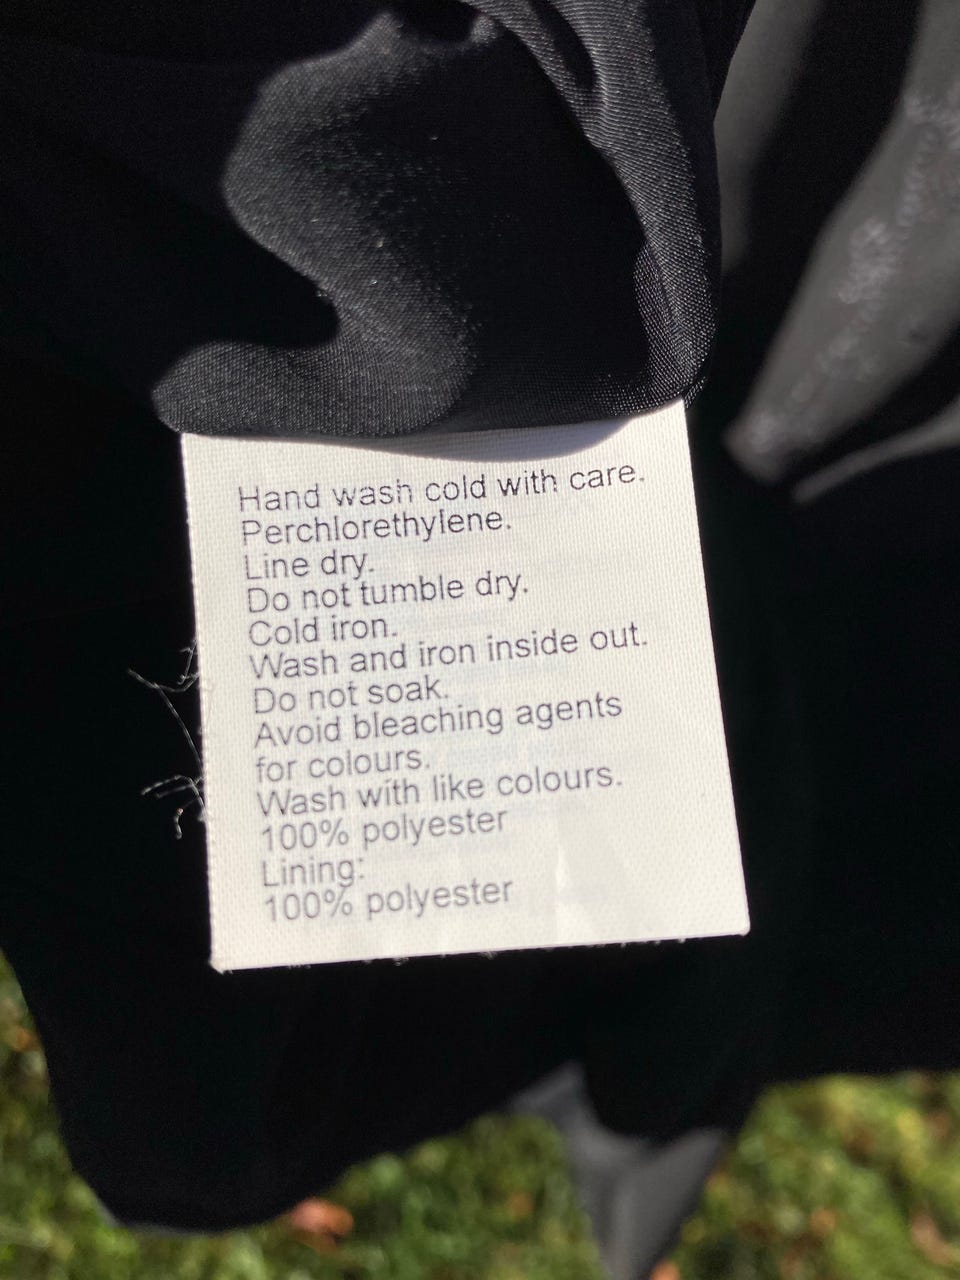 Hand wash cold with care.
Perchlorethylene.
Line dry.
Do not tumble dry.
Cold iron.
Wash and iron inside out.
Do not soak.
Avoid bleaching agents
for colours.
Wash with like colours.
100% polyester
Lining:
100% polyester